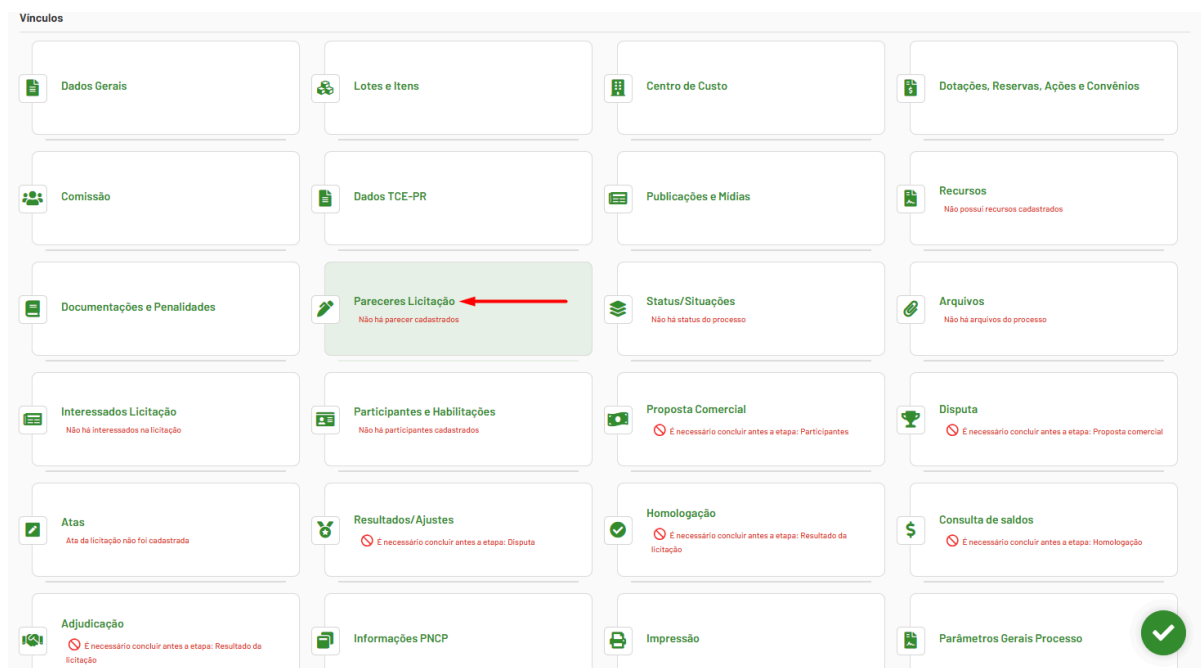 Vínculos
Dados Gerais
Lotes e Itens
Centro de Custo
Dotações, Reservas, Ações e Convênios
Comissão
Dados TCE-PR
Publicações e Mídias
Recursos
Não possui recursos cadastrados
Documentações e Penalidades
Pareceres Licitação
Não há parecer cadastrados
Status/Situações
Não há status do processo
Arquivos
Não há arquivos do processo
Interessados Licitação
Não há interessados na licitação
Participantes e Habilitações
Não há participantes cadastrados
Proposta Comercial
É necessário concluir antes a etapa: Participantes
Disputa
É necessário concluir antes a etapa: Proposta comercial
Atas
Ata da licitação não foi cadastrada
Resultados/Ajustes
É necessário concluir antes a etapa: Disputa
Homologação
É necessário concluir antes a etapa: Resultado da
licitação
Consulta de saldos
É necessário concluir antes a etapa: Homologação
Adjudicação
É necessário concluir antes a etapa: Resultado da
licitação
Informações PNCP
Impressão
Parâmetros Gerais Processo